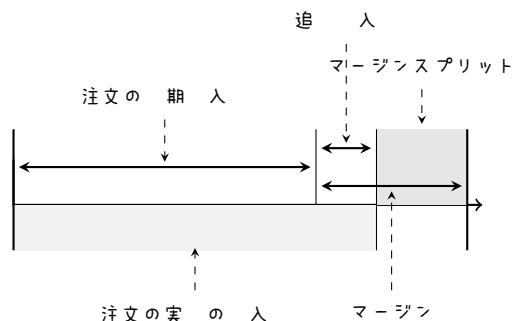 追　入
マージンスプリット
注文の　期　入
注文の実　の　入
マージン